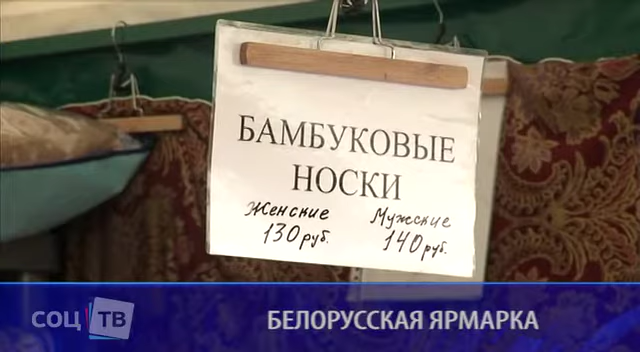 БАМБУКОВЫЕ
НОСКИ
Женские Мужские
130 руб. 140 руб.
СОЦ ТВ БЕЛОРУССКАЯ ЯРМАРКА